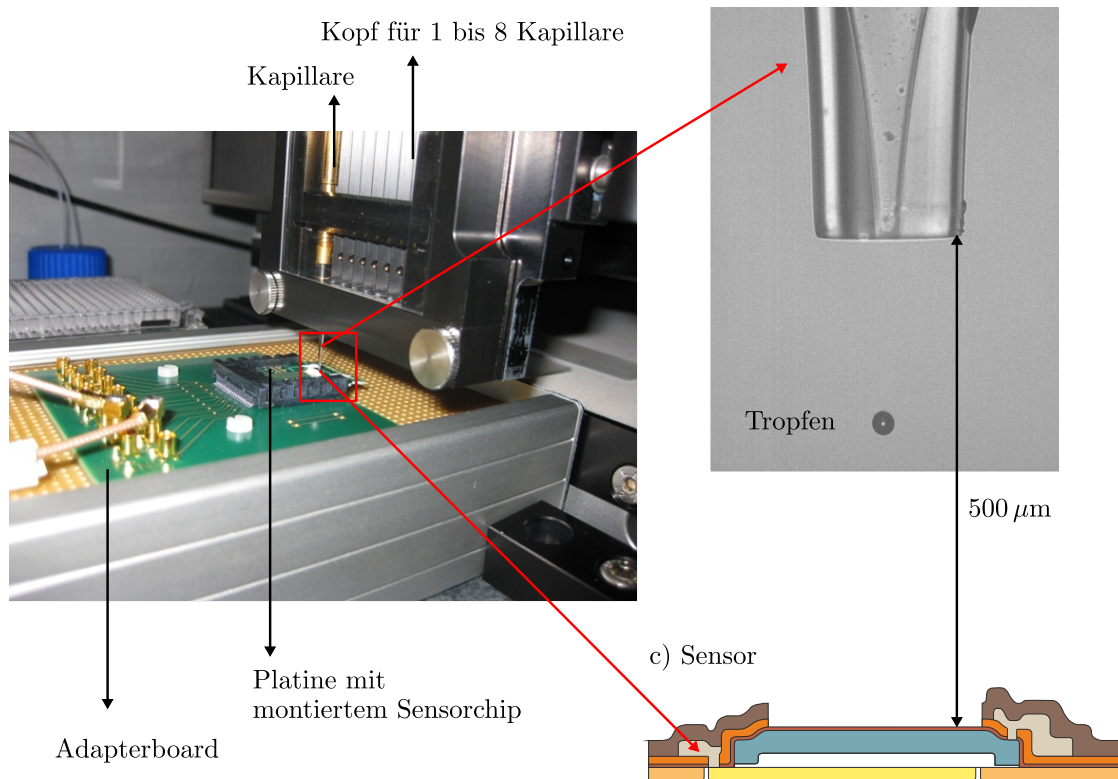 Kopf für 1 bis 8 Kapillare
Kapillare
Tropfen
500 µm
c) Sensor
Platine mit
montiertem Sensorchip
Adapterboard